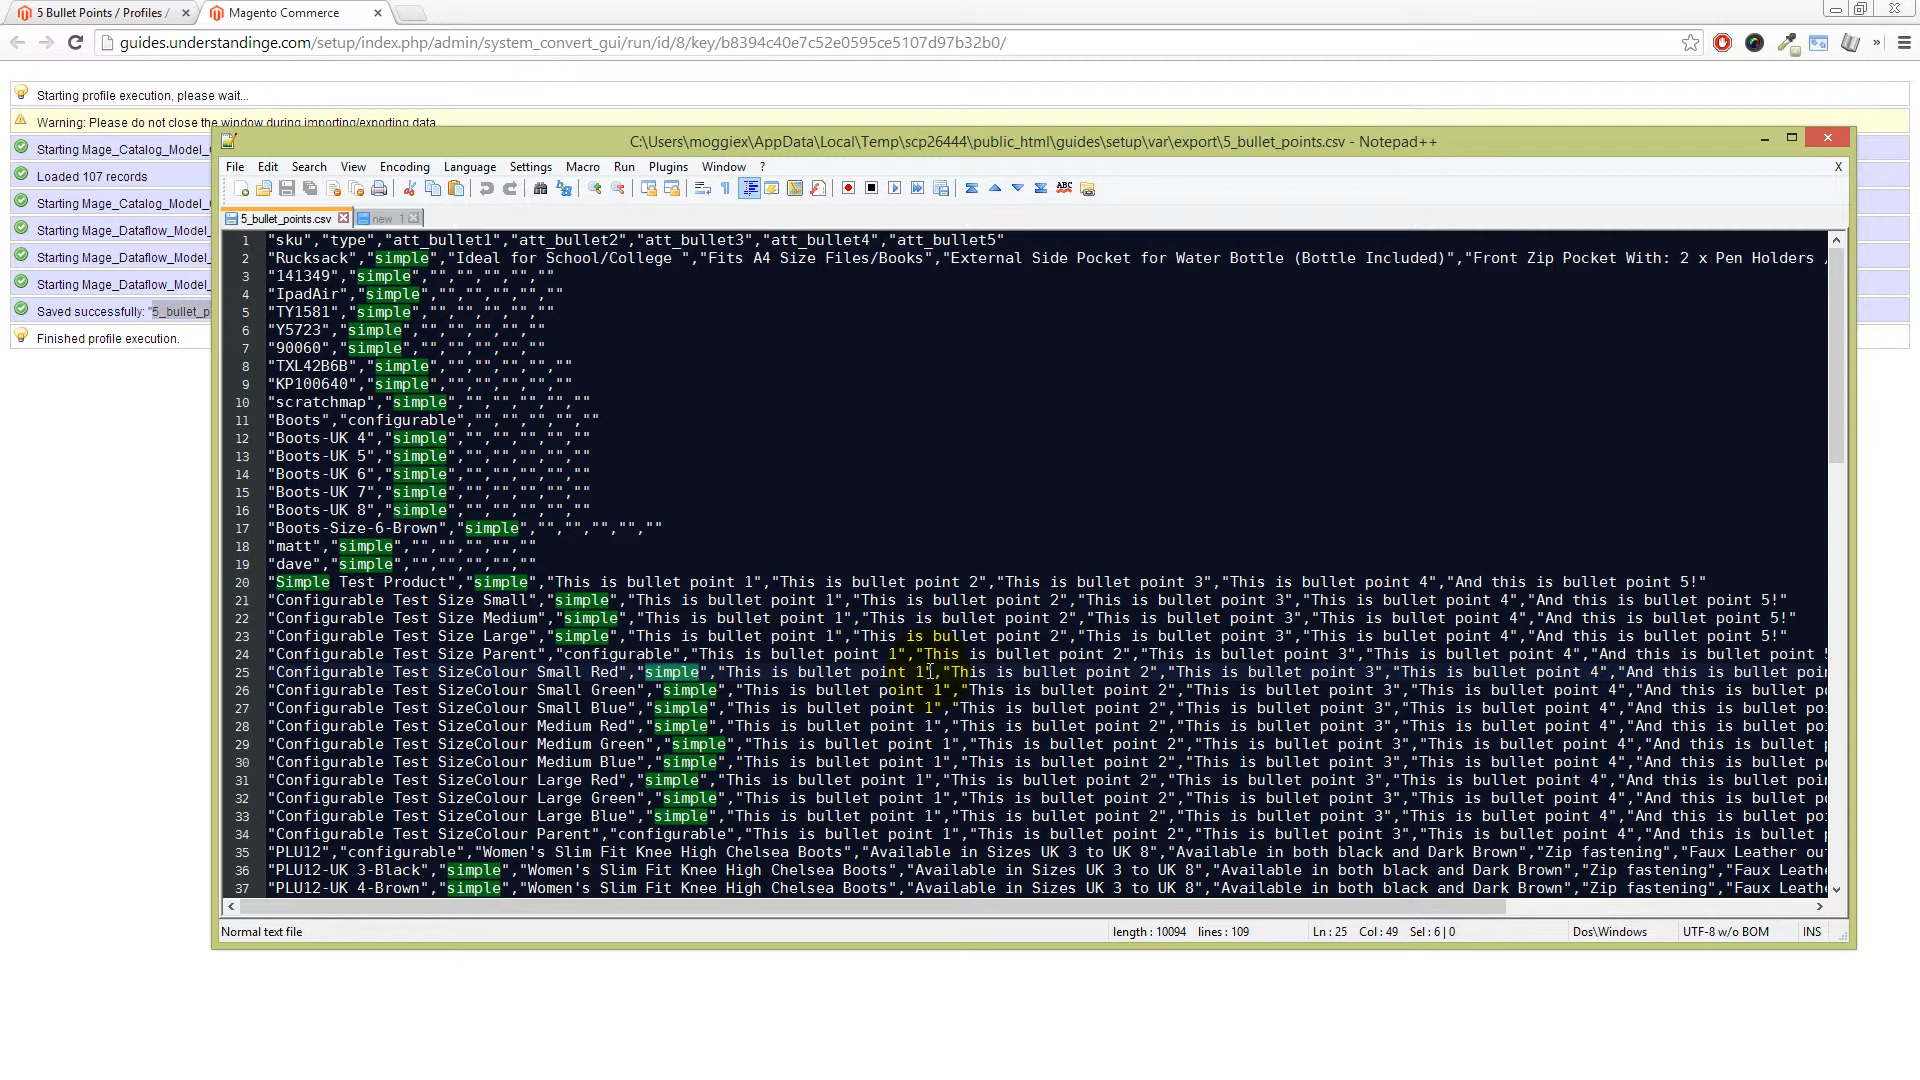 5 Bullet Points / Profiles /
Magento Commerce
guides.understandinge.com/setup/index.php/admin/system_convert_gui/run/id/8/key/b8394c40e7c52e0595ce5107d97b32b0/
Starting profile execution, please wait...
Warning: Please do not close the window during importing/exporting data
Starting Mage_Catalog_Model_
Loaded 107 records
Starting Mage_Catalog_Model_
Starting Mage_Dataflow_Model_
Starting Mage_Dataflow_Model_
Starting Mage_Dataflow_Model_
Saved successfully: "5_bullet_p
Finished profile execution.
C:\Users\moggiex\AppData\Local\Temp\scp26444\public_html\guides\setup\var\export\5_bullet_points.csv - Notepad++
File Edit Search View Encoding Language Settings Macro Run Plugins Window ? X
5_bullet_points.csv new 1
1 "sku","type","att_bullet1","att_bullet2","att_bullet3","att_bullet4","att_bullet5"
2 "Rucksack","simple","Ideal for School/College ","Fits A4 Size Files/Books","External Side Pocket for Water Bottle (Bottle Included)","Front Zip Pocket With: 2 x Pen Holders /
3 "141349","simple","","","","",""
4 "IpadAir","simple","","","","",""
5 "TY1581","simple","","","","",""
6 "Y5723","simple","","","","",""
7 "90060","simple","","","","",""
8 "TXL42B6B","simple","","","","",""
9 "KP100640","simple","","","","",""
10 "scratchmap","simple","","","","",""
11 "Boots","configurable","","","","",""
12 "Boots-UK 4","simple","","","","",""
13 "Boots-UK 5","simple","","","","",""
14 "Boots-UK 6","simple","","","","",""
15 "Boots-UK 7","simple","","","","",""
16 "Boots-UK 8","simple","","","","",""
17 "Boots-Size-6-Brown","simple","","","","",""
18 "matt","simple","","","","",""
19 "dave","simple","","","","",""
20 "Simple Test Product","simple","This is bullet point 1","This is bullet point 2","This is bullet point 3","This is bullet point 4","And this is bullet point 5!"
21 "Configurable Test Size Small","simple","This is bullet point 1","This is bullet point 2","This is bullet point 3","This is bullet point 4","And this is bullet point 5!"
22 "Configurable Test Size Medium","simple","This is bullet point 1","This is bullet point 2","This is bullet point 3","This is bullet point 4","And this is bullet point 5!"
23 "Configurable Test Size Large","simple","This is bullet point 1","This is bullet point 2","This is bullet point 3","This is bullet point 4","And this is bullet point 5!"
24 "Configurable Test Size Parent","configurable","This is bullet point 1","This is bullet point 2","This is bullet point 3","This is bullet point 4","And this is bullet point 5
25 "Configurable Test SizeColour Small Red","simple","This is bullet point 1","This is bullet point 2","This is bullet point 3","This is bullet point 4","And this is bullet poin
26 "Configurable Test SizeColour Small Green","simple","This is bullet point 1","This is bullet point 2","This is bullet point 3","This is bullet point 4","And this is bullet po
27 "Configurable Test SizeColour Small Blue","simple","This is bullet point 1","This is bullet point 2","This is bullet point 3","This is bullet point 4","And this is bullet poi
28 "Configurable Test SizeColour Medium Red","simple","This is bullet point 1","This is bullet point 2","This is bullet point 3","This is bullet point 4","And this is bullet poi
29 "Configurable Test SizeColour Medium Green","simple","This is bullet point 1","This is bullet point 2","This is bullet point 3","This is bullet point 4","And this is bullet p
30 "Configurable Test SizeColour Medium Blue","simple","This is bullet point 1","This is bullet point 2","This is bullet point 3","This is bullet point 4","And this is bullet po
31 "Configurable Test SizeColour Large Red","simple","This is bullet point 1","This is bullet point 2","This is bullet point 3","This is bullet point 4","And this is bullet poin
32 "Configurable Test SizeColour Large Green","simple","This is bullet point 1","This is bullet point 2","This is bullet point 3","This is bullet point 4","And this is bullet po
33 "Configurable Test SizeColour Large Blue","simple","This is bullet point 1","This is bullet point 2","This is bullet point 3","This is bullet point 4","And this is bullet poi
34 "Configurable Test SizeColour Parent","configurable","This is bullet point 1","This is bullet point 2","This is bullet point 3","This is bullet point 4","And this is bullet po
35 "PLU12","configurable","Women's Slim Fit Knee High Chelsea Boots","Available in Sizes UK 3 to UK 8","Available in both black and Dark Brown","Zip fastening","Faux Leather ou
36 "PLU12-UK 3-Black","simple","Women's Slim Fit Knee High Chelsea Boots","Available in Sizes UK 3 to UK 8","Available in both black and Dark Brown","Zip fastening","Faux Leath
37 "PLU12-UK 4-Brown","simple","Women's Slim Fit Knee High Chelsea Boots","Available in Sizes UK 3 to UK 8","Available in both black and Dark Brown","Zip fastening","Faux Leathe
Normal text file length : 10094 lines : 109 Ln : 25 Col : 49 Sel : 6 | 0 Dos\Windows UTF-8 w/o BOM INS